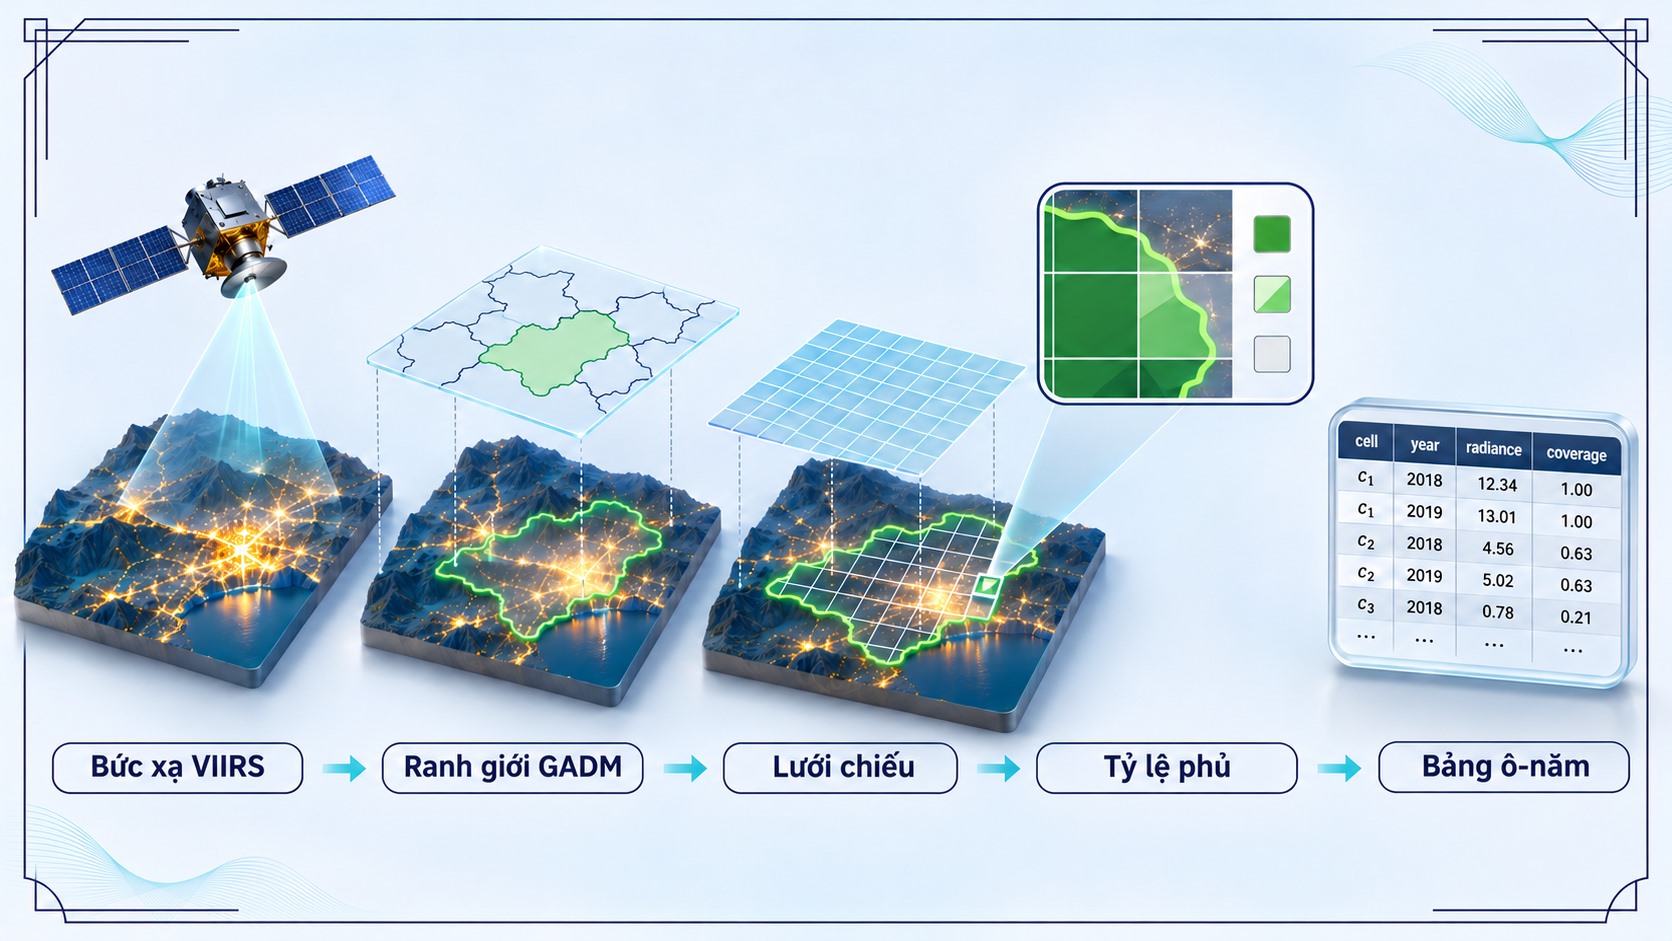 cell year radiance coverage
c₁ 2018 12.34 1.00
c₁ 2019 13.01 1.00
c₂ 2018 4.56 0.63
c₂ 2019 5.02 0.63
c₃ 2018 0.78 0.21
... ... ... ...
Bức xạ VIIRS
Ranh giới GADM
Lưới chiếu
Tỷ lệ phủ
Bảng ô-năm